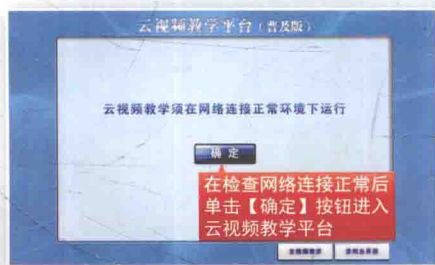 云视频教学平台（普及版）
云视频教学须在网络连接正常环境下运行
确 定
在检查网络连接正常后
单击【确定】按钮进入
云视频教学平台